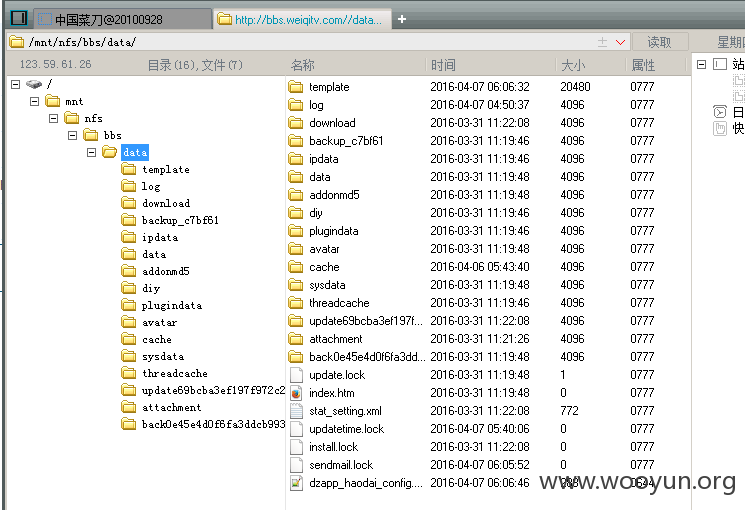 中国菜刀@20100928
http://bbs.weiqitv.com//data...
/mnt/nfs/bbs/data/
读取
星期四
123.59.61.26 目录(16),文件(7)
名称 时间 大小 属性
/
mnt
nfs
bbs
data
template
log
download
backup_c7bf61
ipdata
data
addonmd5
diy
plugindata
avatar
cache
sysdata
threadcache
update69bcba3ef197f972c2
attachment
back0e45e4d0f6fa3ddcb993
template 2016-04-07 06:06:32 20480 0777
log 2016-04-07 04:50:37 4096 0777
download 2016-03-31 11:22:08 4096 0777
backup_c7bf61 2016-03-31 11:19:46 4096 0777
ipdata 2016-03-31 11:19:46 4096 0777
data 2016-03-31 11:19:48 4096 0777
addonmd5 2016-03-31 11:19:48 4096 0777
diy 2016-03-31 11:19:46 4096 0777
plugindata 2016-03-31 11:19:46 4096 0777
avatar 2016-03-31 11:19:48 4096 0777
cache 2016-04-06 05:43:40 4096 0777
sysdata 2016-03-31 11:19:48 4096 0777
threadcache 2016-03-31 11:19:46 4096 0777
update69bcba3ef197f... 2016-03-31 11:22:08 4096 0777
attachment 2016-03-31 11:21:26 4096 0777
back0e45e4d0f6fa3dd... 2016-03-31 11:19:48 4096 0777
update.lock 2016-03-31 11:19:48 1 0777
index.htm 2016-03-31 11:19:48 0 0777
stat_setting.xml 2016-03-31 11:22:08 772 0777
updatetime.lock 2016-04-07 05:40:06 0 0777
install.lock 2016-03-31 11:22:08 0 0777
sendmail.lock 2016-04-07 06:05:52 0 0777
dzapp_haodai_config.... 2016-04-07 06:06:46 0644
站
日
快
www.wooyun.org